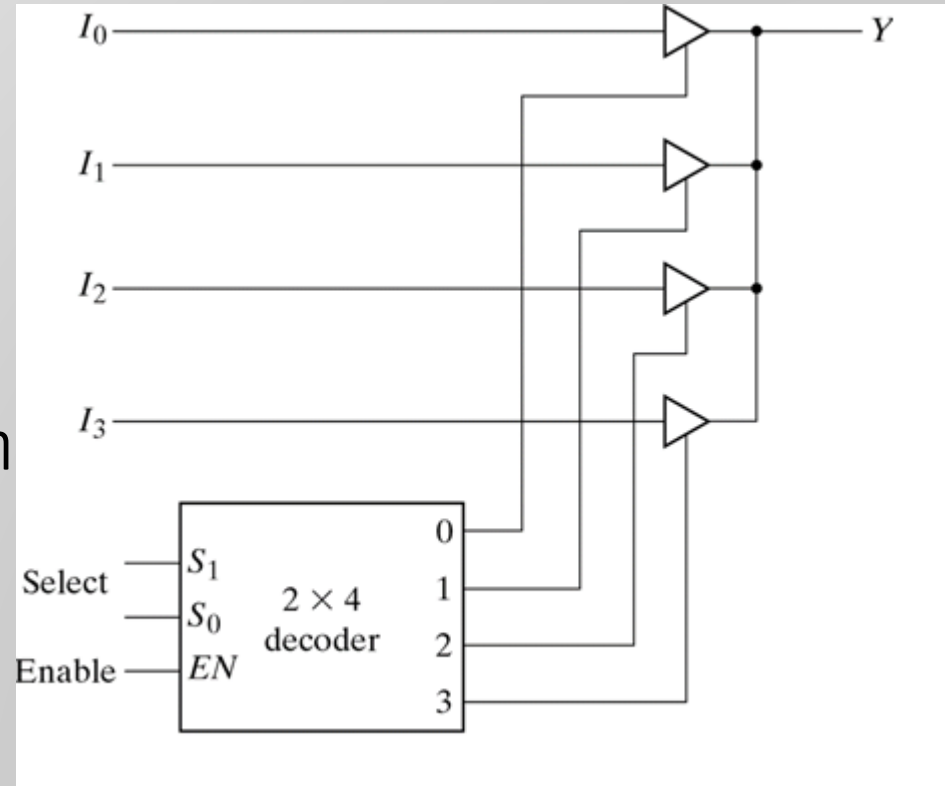 I₀
Y
I₁
I₂
I₃
n
0
Select
S₁
1
2 × 4
S₀
decoder
2
Enable
EN
3